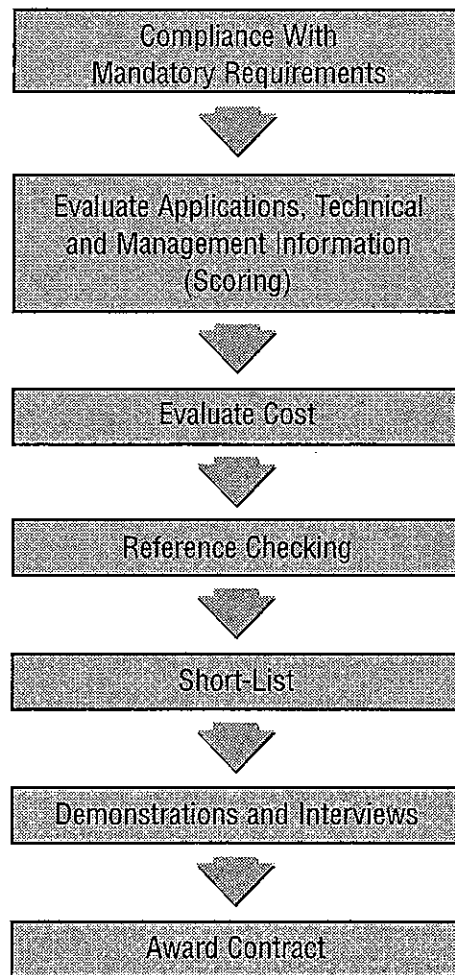 Compliance With
Mandatory Requirements
Evaluate Applications, Technical
and Management Information
(Scoring)
Evaluate Cost
Reference Checking
Short-List
Demonstrations and Interviews
Award Contract